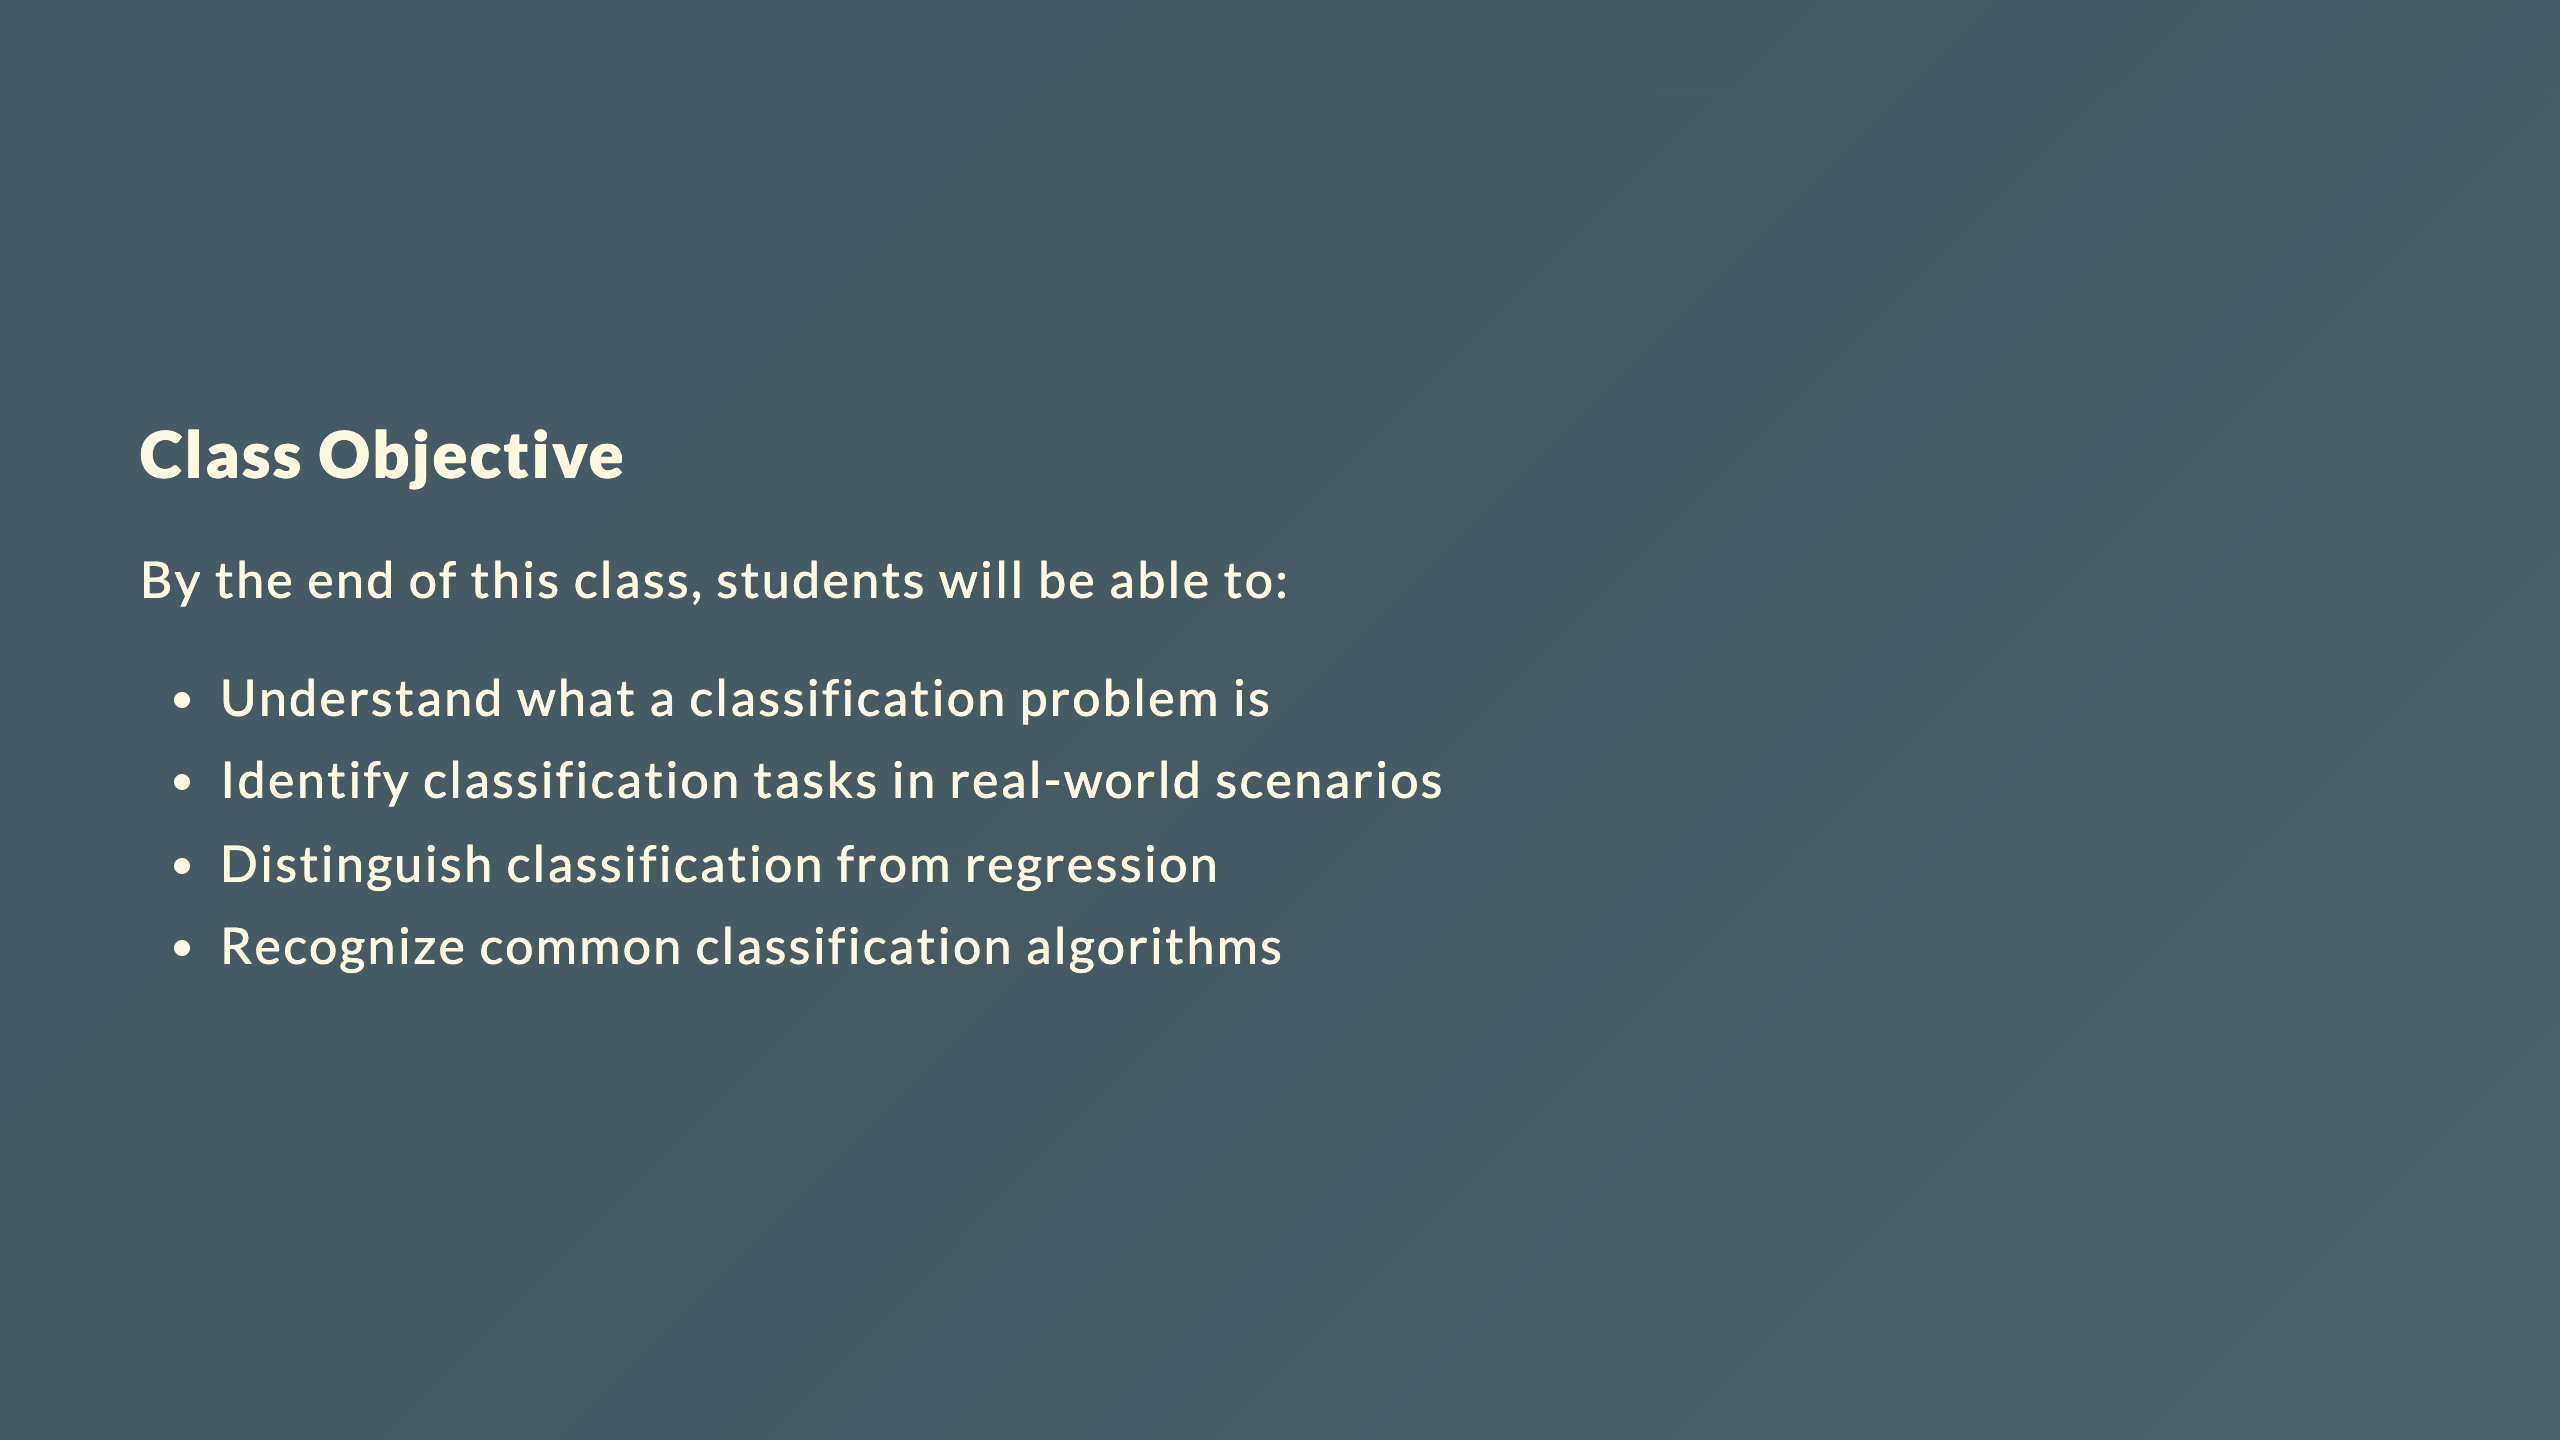 Class Objective
By the end of this class, students will be able to:
• Understand what a classification problem is
• Identify classification tasks in real-world scenarios
• Distinguish classification from regression
• Recognize common classification algorithms